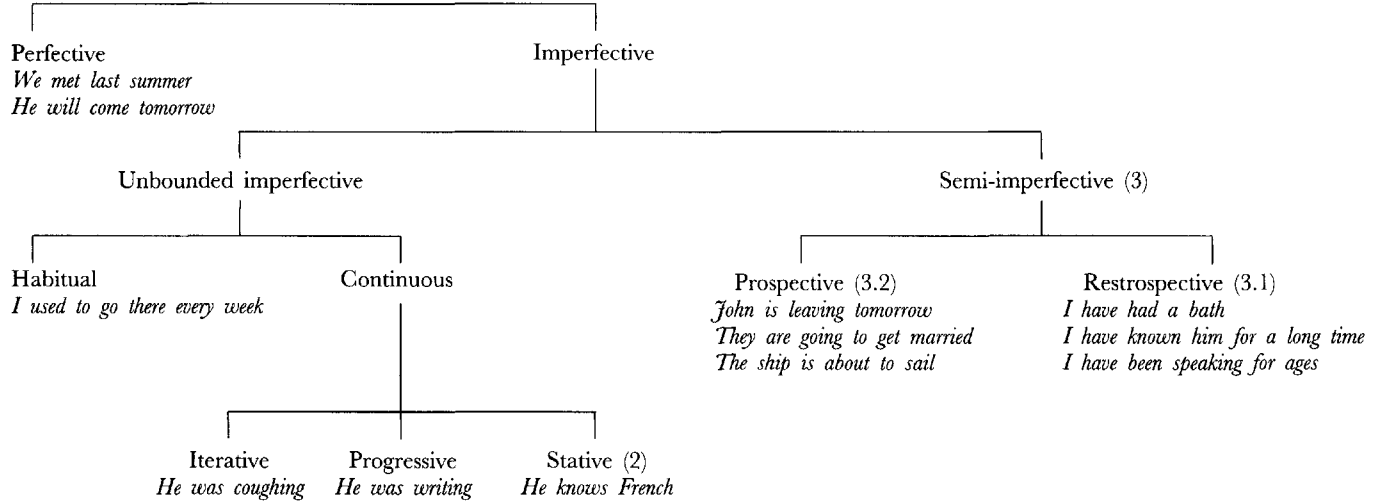 Perfective
We met last summer
He will come tomorrow
Imperfective
Unbounded imperfective
Semi-imperfective (3)
Habitual
I used to go there every week
Continuous
Prospective (3.2)
John is leaving tomorrow
They are going to get married
The ship is about to sail
Restrospective (3.1)
I have had a bath
I have known him for a long time
I have been speaking for ages
Iterative
He was coughing
Progressive
He was writing
Stative (2)
He knows French